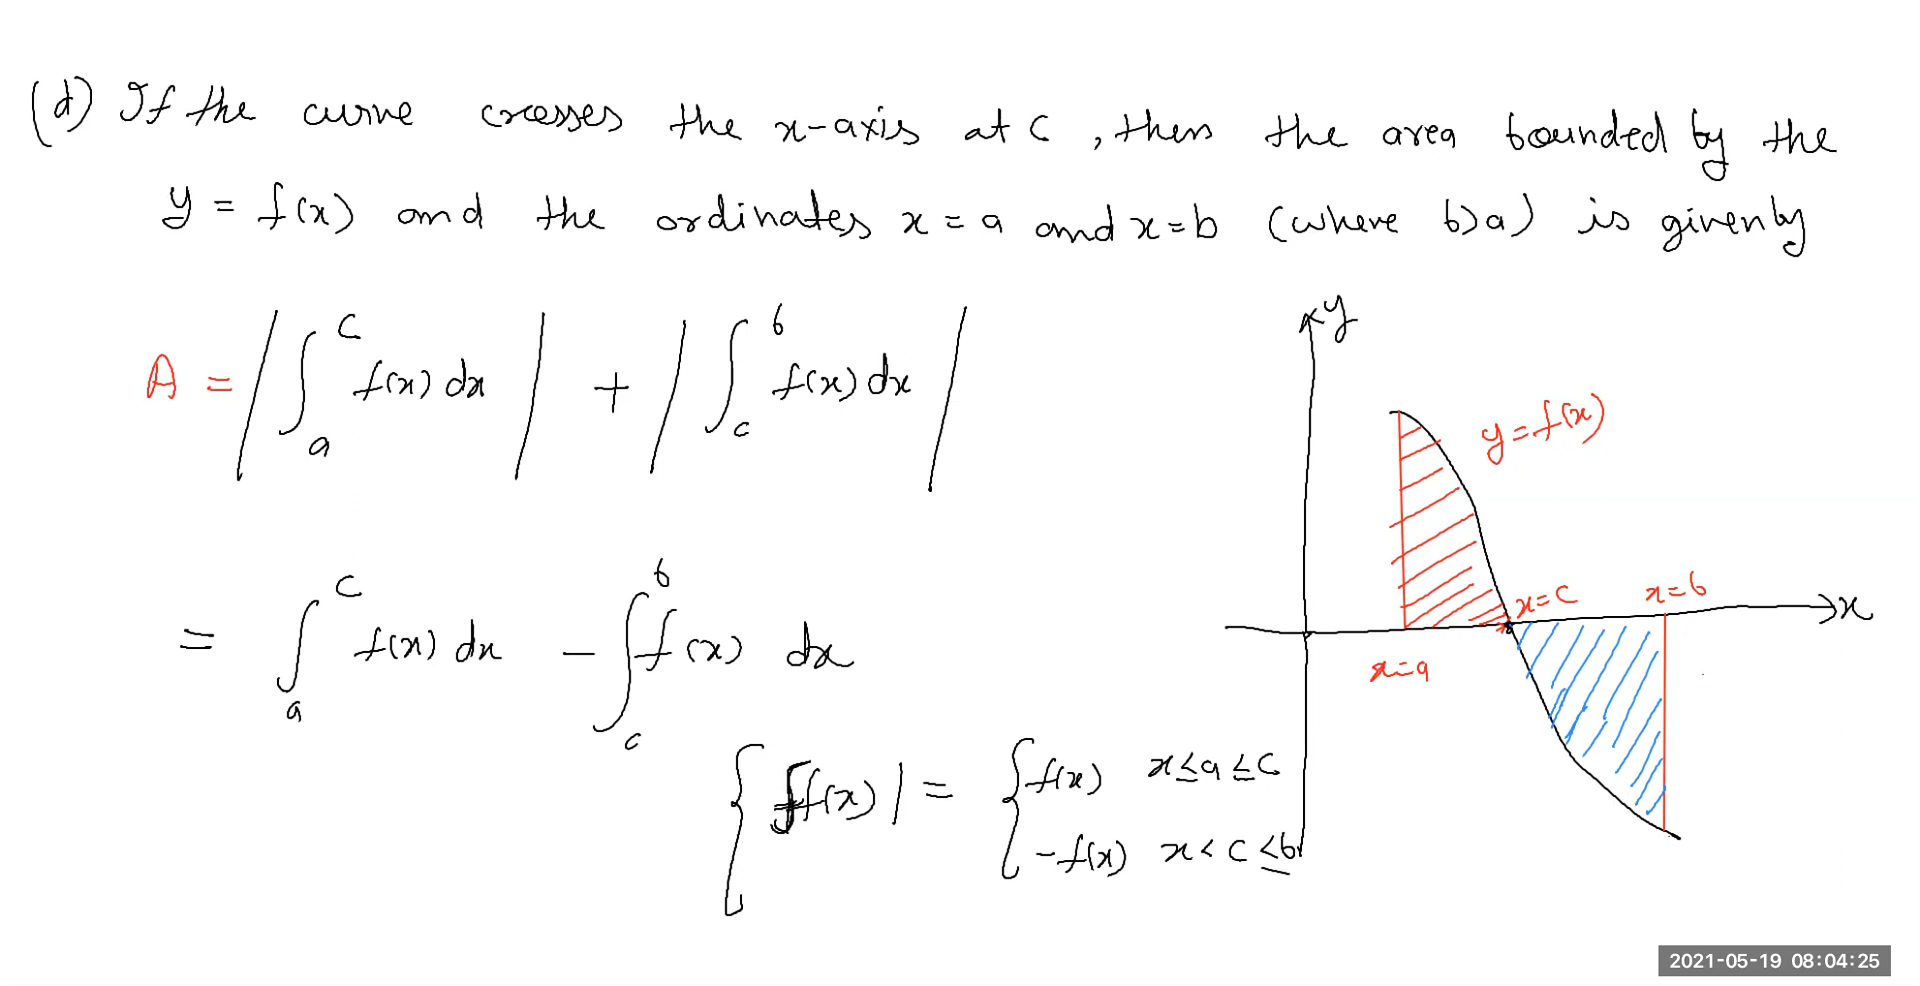 (d) If the curve crosses the x-axis at c, then the area bounded by the
y = f(x) and the ordinates x = a and x = b (where b>a) is given by
A = | ∫_a^c f(x) dx | + | ∫_c^b f(x) dx |
= ∫_a^c f(x) dx - ∫_c^b f(x) dx
{ |f(x)| = { f(x) x ≤ a ≤ c
-f(x) x < c ≤ b
y
y = f(x)
x=c
x=b
x
x=a
2021-05-19 08:04:25